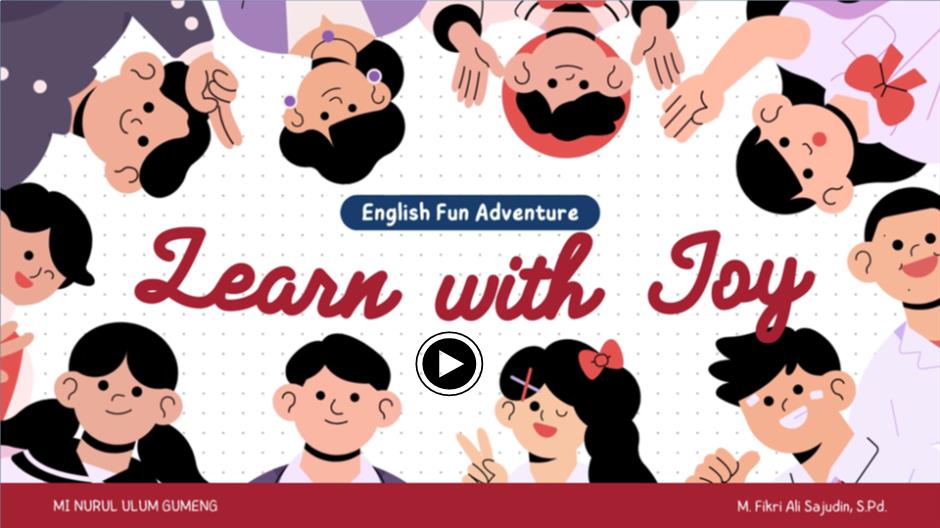 English Fun Adventure
Learn with Joy
MI NURUL ULUM GUMENG
M. Fikri Ali Sajudin, S.Pd.